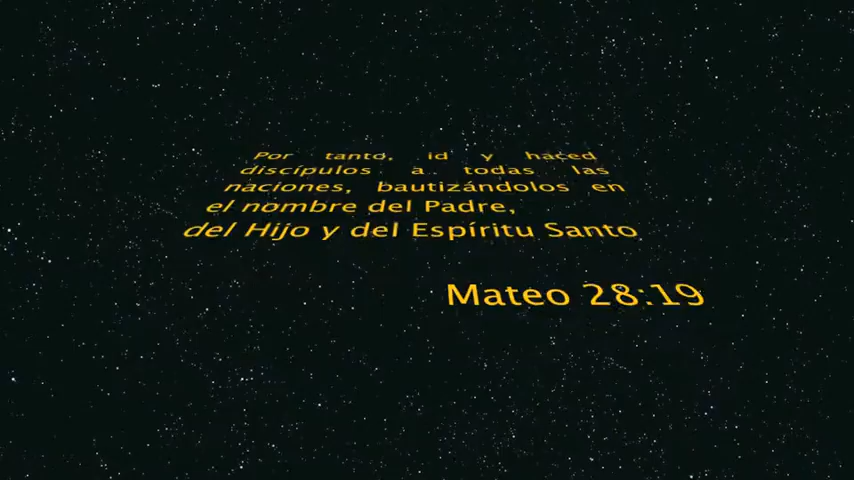 Por tanto, id y haced
discípulos a todas las
naciones, bautizándolos en
el nombre del Padre,
del Hijo y del Espíritu Santo
Mateo 28:19